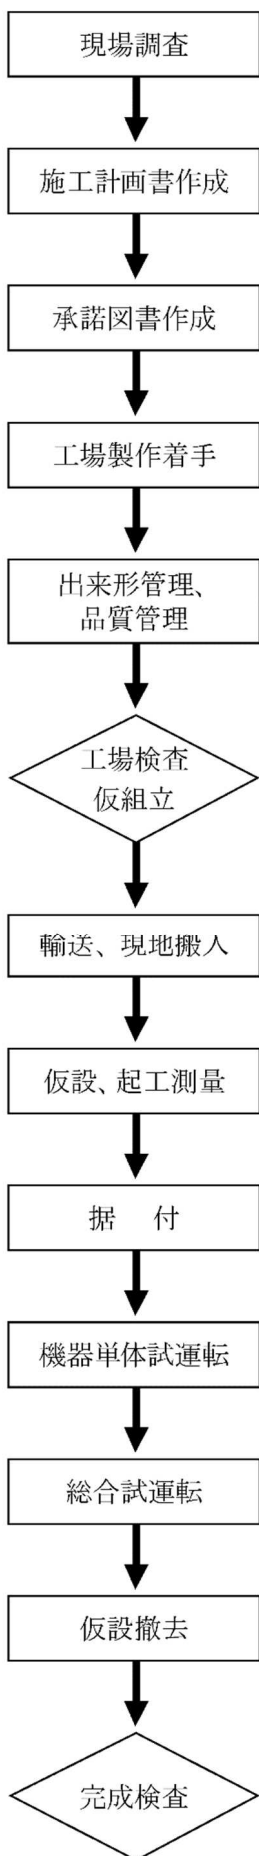 現場調査
施工計画書作成
承諾図書作成
工場製作着手
出来形管理、
品質管理
工場検査
仮組立
輸送、現地搬入
仮設、起工測量
据　付
機器単体試運転
総合試運転
仮設撤去
完成検査